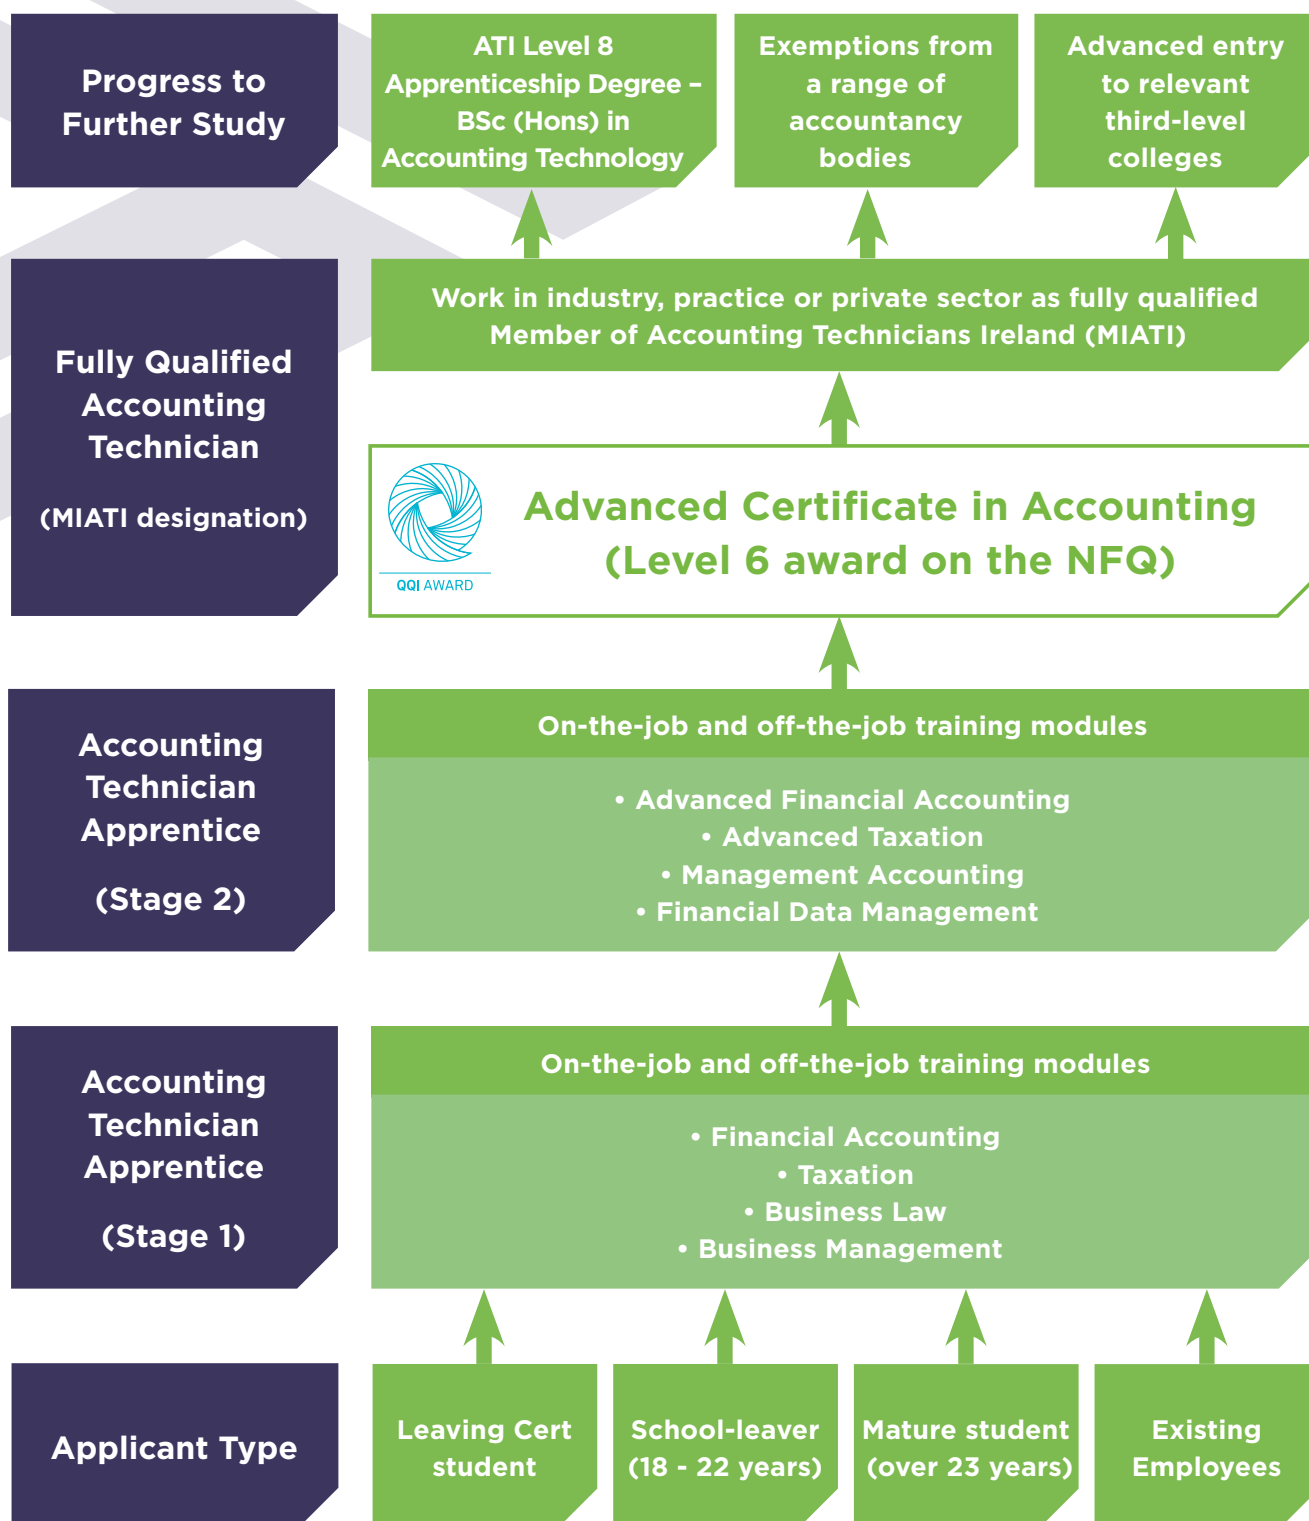 Progress to
Further Study
ATI Level 8
Apprenticeship Degree –
BSc (Hons) in
Accounting Technology
Exemptions from
a range of
accountancy
bodies
Advanced entry
to relevant
third-level
colleges
Fully Qualified
Accounting
Technician
(MIATI designation)
Work in industry, practice or private sector as fully qualified
Member of Accounting Technicians Ireland (MIATI)
QQI AWARD
Advanced Certificate in Accounting
(Level 6 award on the NFQ)
Accounting
Technician
Apprentice
(Stage 2)
On-the-job and off-the-job training modules
• Advanced Financial Accounting
• Advanced Taxation
• Management Accounting
• Financial Data Management
Accounting
Technician
Apprentice
(Stage 1)
On-the-job and off-the-job training modules
• Financial Accounting
• Taxation
• Business Law
• Business Management
Applicant Type
Leaving Cert
student
School-leaver
(18 - 22 years)
Mature student
(over 23 years)
Existing
Employees